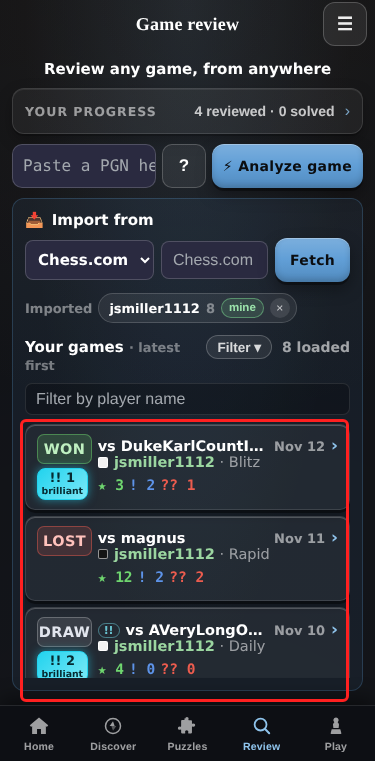 Game review
☰
Review any game, from anywhere
YOUR PROGRESS 4 reviewed · 0 solved ›
Paste a PGN he
?
⚡ Analyze game
📥 Import from
Chess.com
Chess.com
Fetch
Imported jsmiller1112 8 mine ×
Your games · latest first
Filter ▾
8 loaded
Filter by player name
WON
!! 1
brilliant
vs DukeKarlCountI... Nov 12 ›
jsmiller1112 · Blitz
★ 3 ! 2 ?? 1
LOST
vs magnus Nov 11 ›
jsmiller1112 · Rapid
★ 12 ! 2 ?? 2
DRAW
!! 2
brilliant
!! vs AVeryLongO... Nov 10 ›
jsmiller1112 · Daily
★ 4 ! 0 ?? 0
Home
Discover
Puzzles
Review
Play